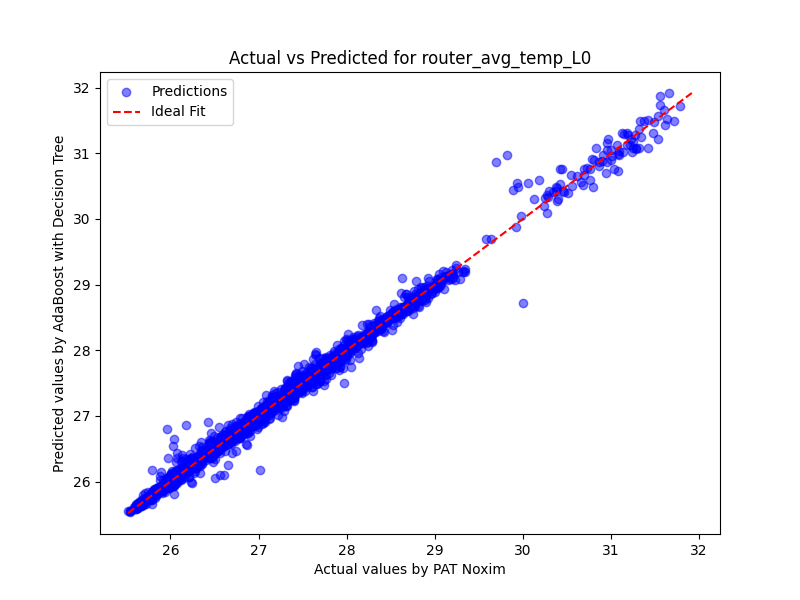 Actual vs Predicted for router_avg_temp_L0
Predictions
Ideal Fit
Predicted values by AdaBoost with Decision Tree
32
31
30
29
28
27
26
26 27 28 29 30 31 32
Actual values by PAT Noxim